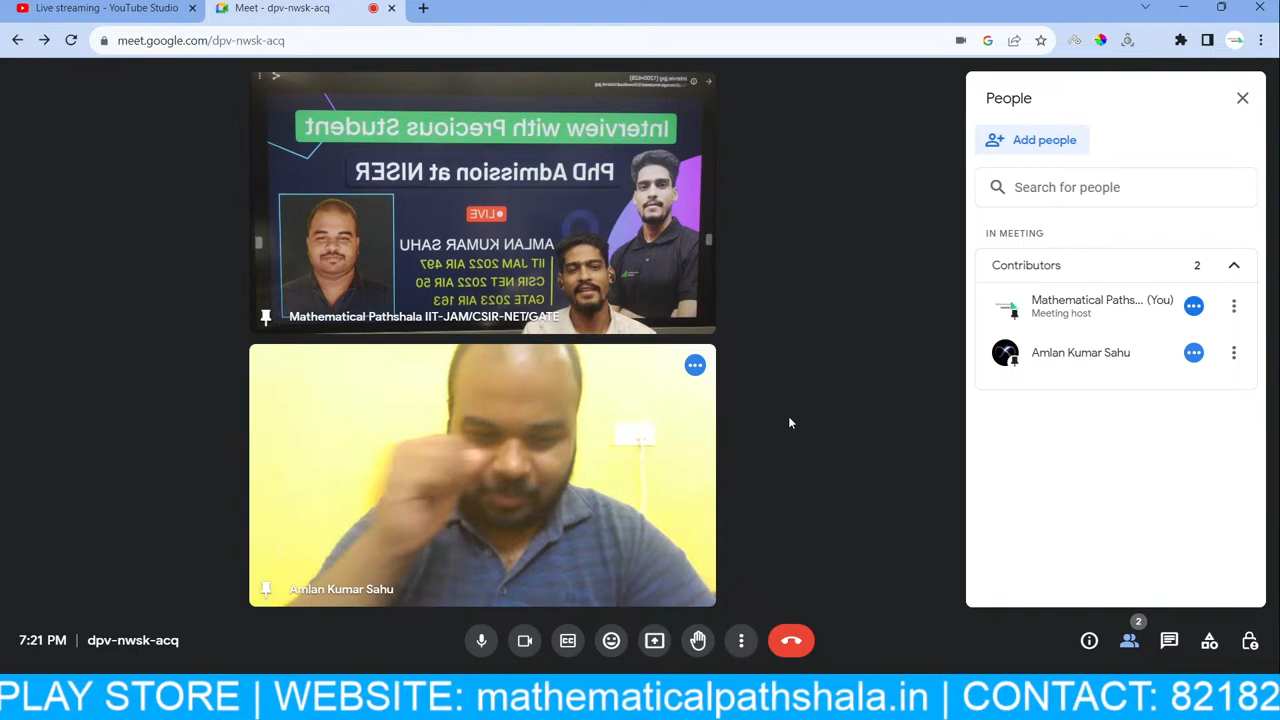 Live streaming - YouTube Studio
Meet - dpv-nwsk-acq
meet.google.com/dpv-nwsk-acq
Interview with Precious Student
PhD Admission at NISER
LIVE
AMLAN KUMAR SAHU
IIT JAM 2022 AIR 497
CSIR NET 2022 AIR 50
GATE 2023 AIR 163
Mathematical Pathshala IIT-JAM/CSIR-NET/GATE
Amlan Kumar Sahu
People
Add people
Search for people
IN MEETING
Contributors 2
Mathematical Paths... (You)
Meeting host
Amlan Kumar Sahu
7:21 PM dpv-nwsk-acq
CC
2
PLAY STORE | WEBSITE: mathematicalpathshala.in | CONTACT: 82182